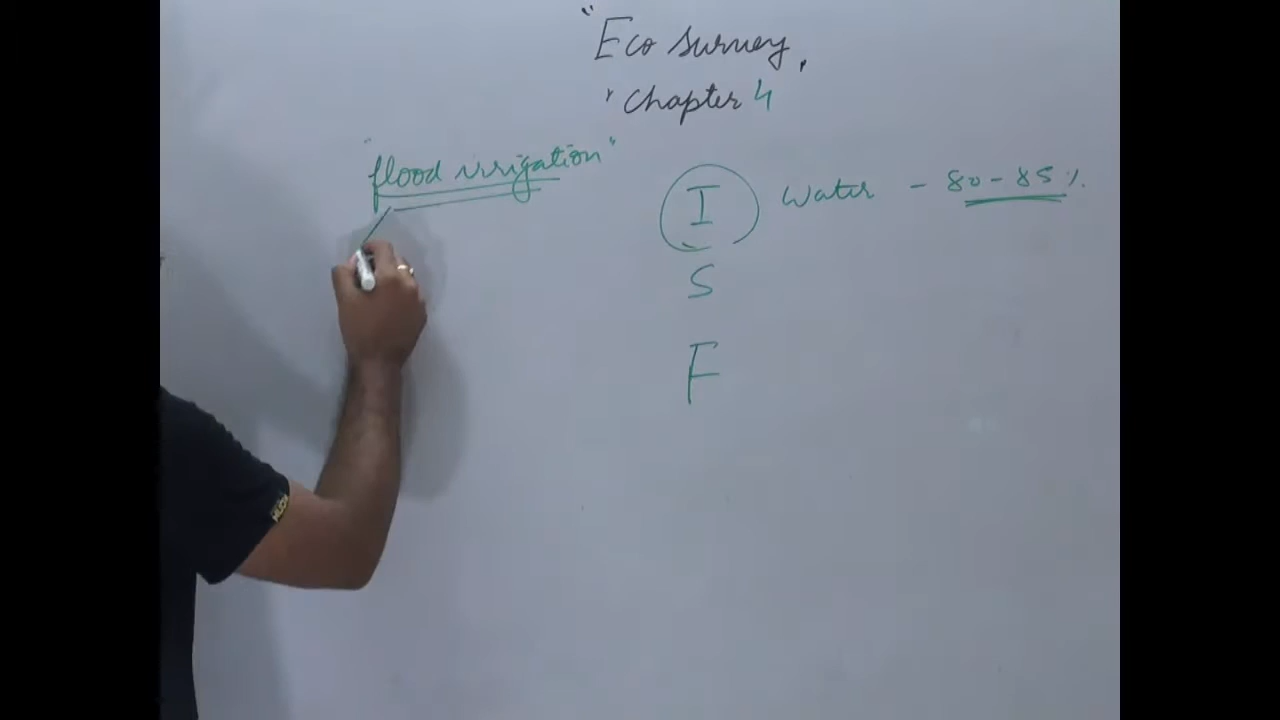 "Eco survey,
' Chapter 4
"flood irrigation"
I Water - 80-85%.
S
F